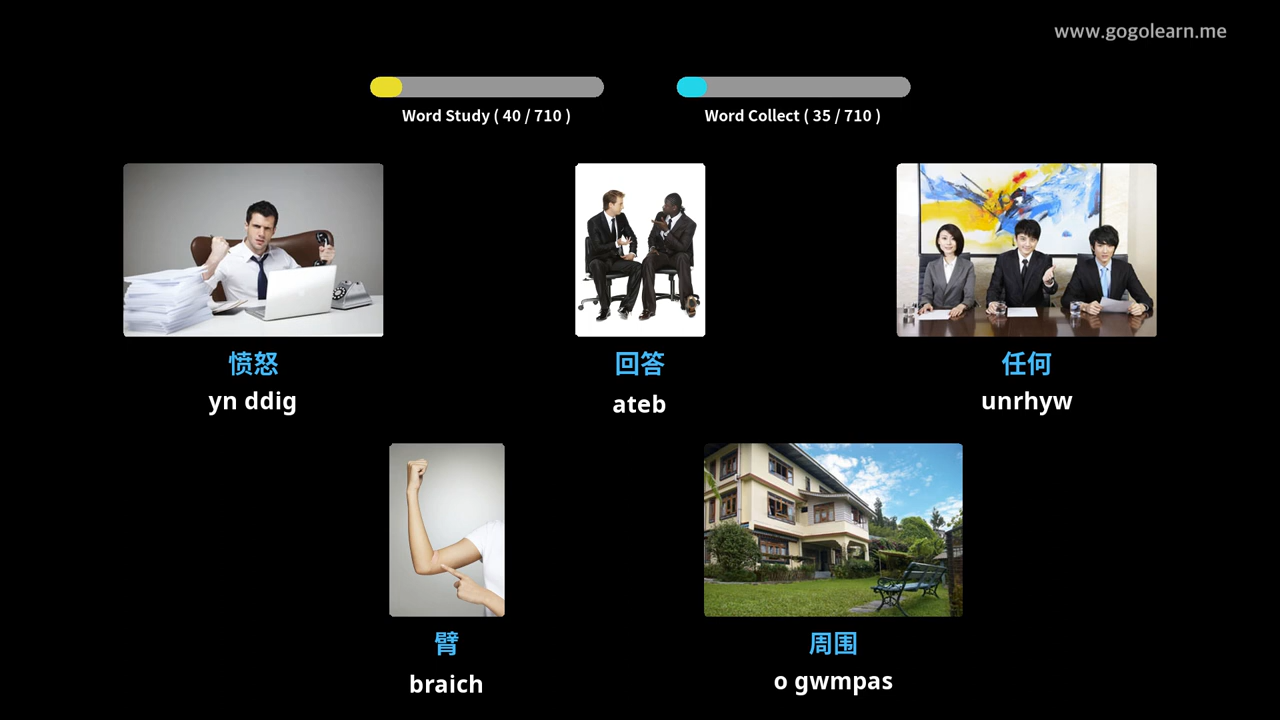 www.gogolearn.me
Word Study ( 40 / 710 )
Word Collect ( 35 / 710 )
愤怒
yn ddig
回答
ateb
任何
unrhyw
臂
braich
周围
o gwmpas